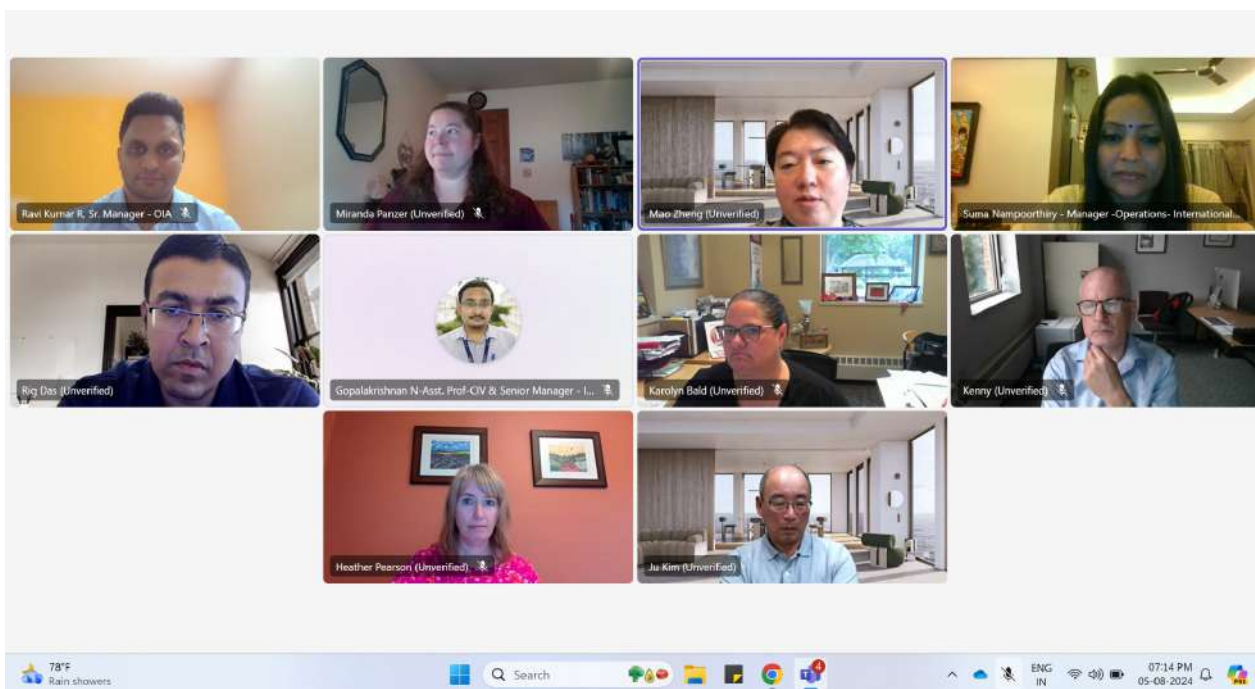 Ravi Kumar R, Sr. Manager - OIA
Miranda Panzer (Unverified)
Mao Zheng (Unverified)
Suma Nampoorthiry - Manager -Operations- International...
Riq Das (Unverified)
Gopalakrishnan N-Asst. Prof-CIV & Senior Manager - I...
Karolyn Bald (Unverified)
Kenny (Unverified)
Heather Pearson (Unverified)
Ju Kim (Unverified)
78°F
Rain showers
Search
4
ENG
IN
07:14 PM
05-08-2024